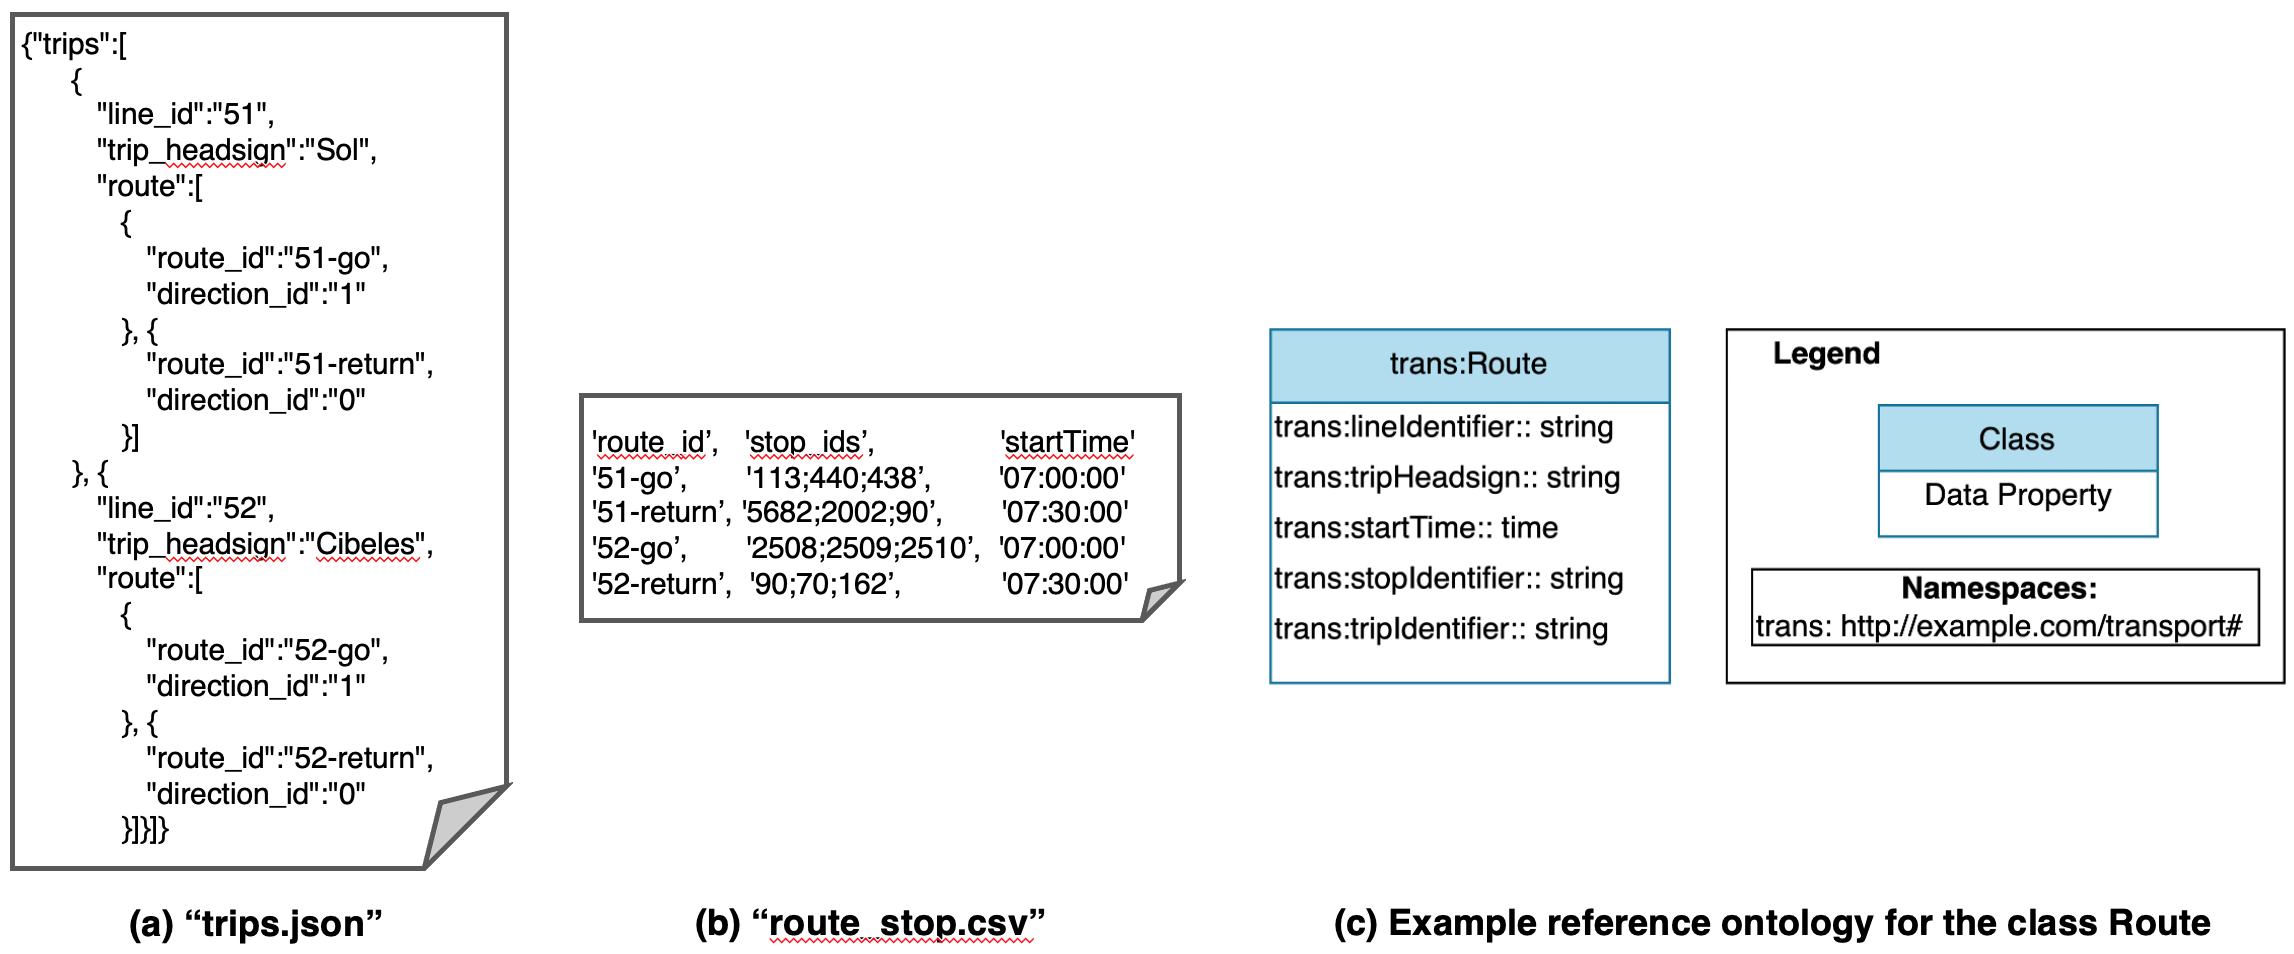 {"trips":[
{
"line_id":"51",
"trip_headsign":"Sol",
"route":[
{
"route_id":"51-go",
"direction_id":"1"
}, {
"route_id":"51-return",
"direction_id":"0"
}]
}, {
"line_id":"52",
"trip_headsign":"Cibeles",
"route":[
{
"route_id":"52-go",
"direction_id":"1"
}, {
"route_id":"52-return",
"direction_id":"0"
}]}]}
(a) “trips.json”
'route_id’, 'stop_ids’, 'startTime'
'51-go’, '113;440;438’, '07:00:00'
'51-return’, '5682;2002;90’, '07:30:00'
'52-go’, '2508;2509;2510’, '07:00:00'
'52-return’, '90;70;162’, '07:30:00'
(b) “route_stop.csv”
trans:Route
trans:lineIdentifier:: string
trans:tripHeadsign:: string
trans:startTime:: time
trans:stopIdentifier:: string
trans:tripIdentifier:: string
Legend
Class
Data Property
Namespaces:
trans: http://example.com/transport#
(c) Example reference ontology for the class Route